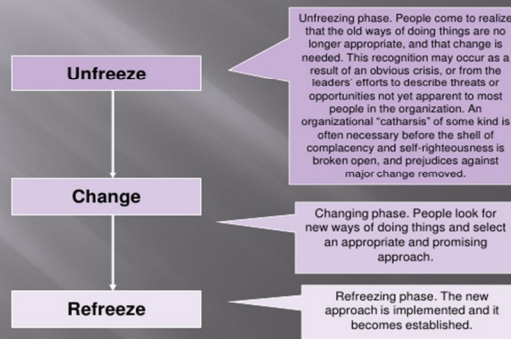 Unfreeze
Unfreezing phase. People come to realize
that the old ways of doing things are no
longer appropriate, and that change is
needed. This recognition may occur as a
result of an obvious crisis, or from the
leaders' efforts to describe threats or
opportunities not yet apparent to most
people in the organization. An
organizational "catharsis" of some kind is
often necessary before the shell of
complacency and self-righteousness is
broken open, and prejudices against
major change removed.
Change
Changing phase. People look for
new ways of doing things and select
an appropriate and promising
approach.
Refreeze
Refreezing phase. The new
approach is implemented and it
becomes established.